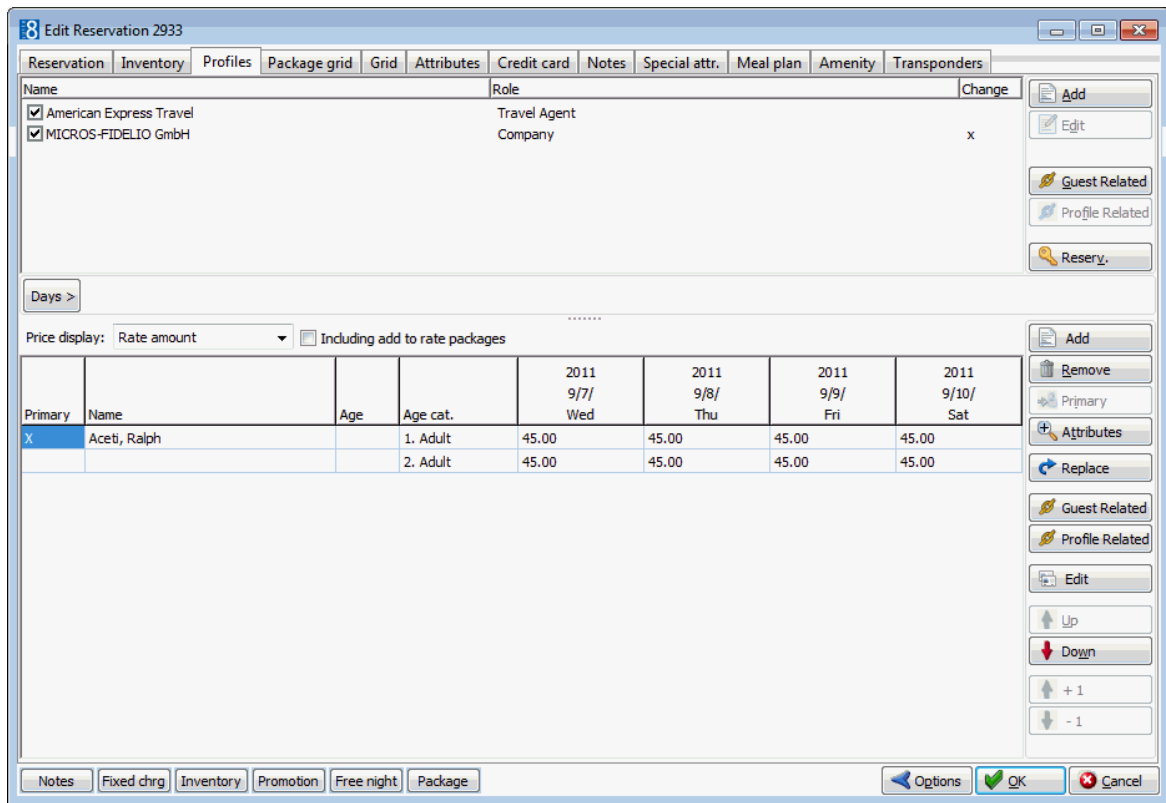 8 Edit Reservation 2933
Reservation Inventory Profiles Package grid Grid Attributes Credit card Notes Special attr. Meal plan Amenity Transponders
Name Role Change
American Express Travel Travel Agent
MICROS-FIDELIO GmbH Company x
Add
Edit
Guest Related
Profile Related
Reserv.
Days >
Price display: Rate amount Including add to rate packages
Primary Name Age Age cat. 2011 9/7/ Wed 2011 9/8/ Thu 2011 9/9/ Fri 2011 9/10/ Sat
X Aceti, Ralph 1. Adult 45.00 45.00 45.00 45.00
2. Adult 45.00 45.00 45.00 45.00
Add
Remove
Primary
Attributes
Replace
Guest Related
Profile Related
Edit
Up
Down
+ 1
- 1
Notes Fixed chrg Inventory Promotion Free night Package Options OK Cancel